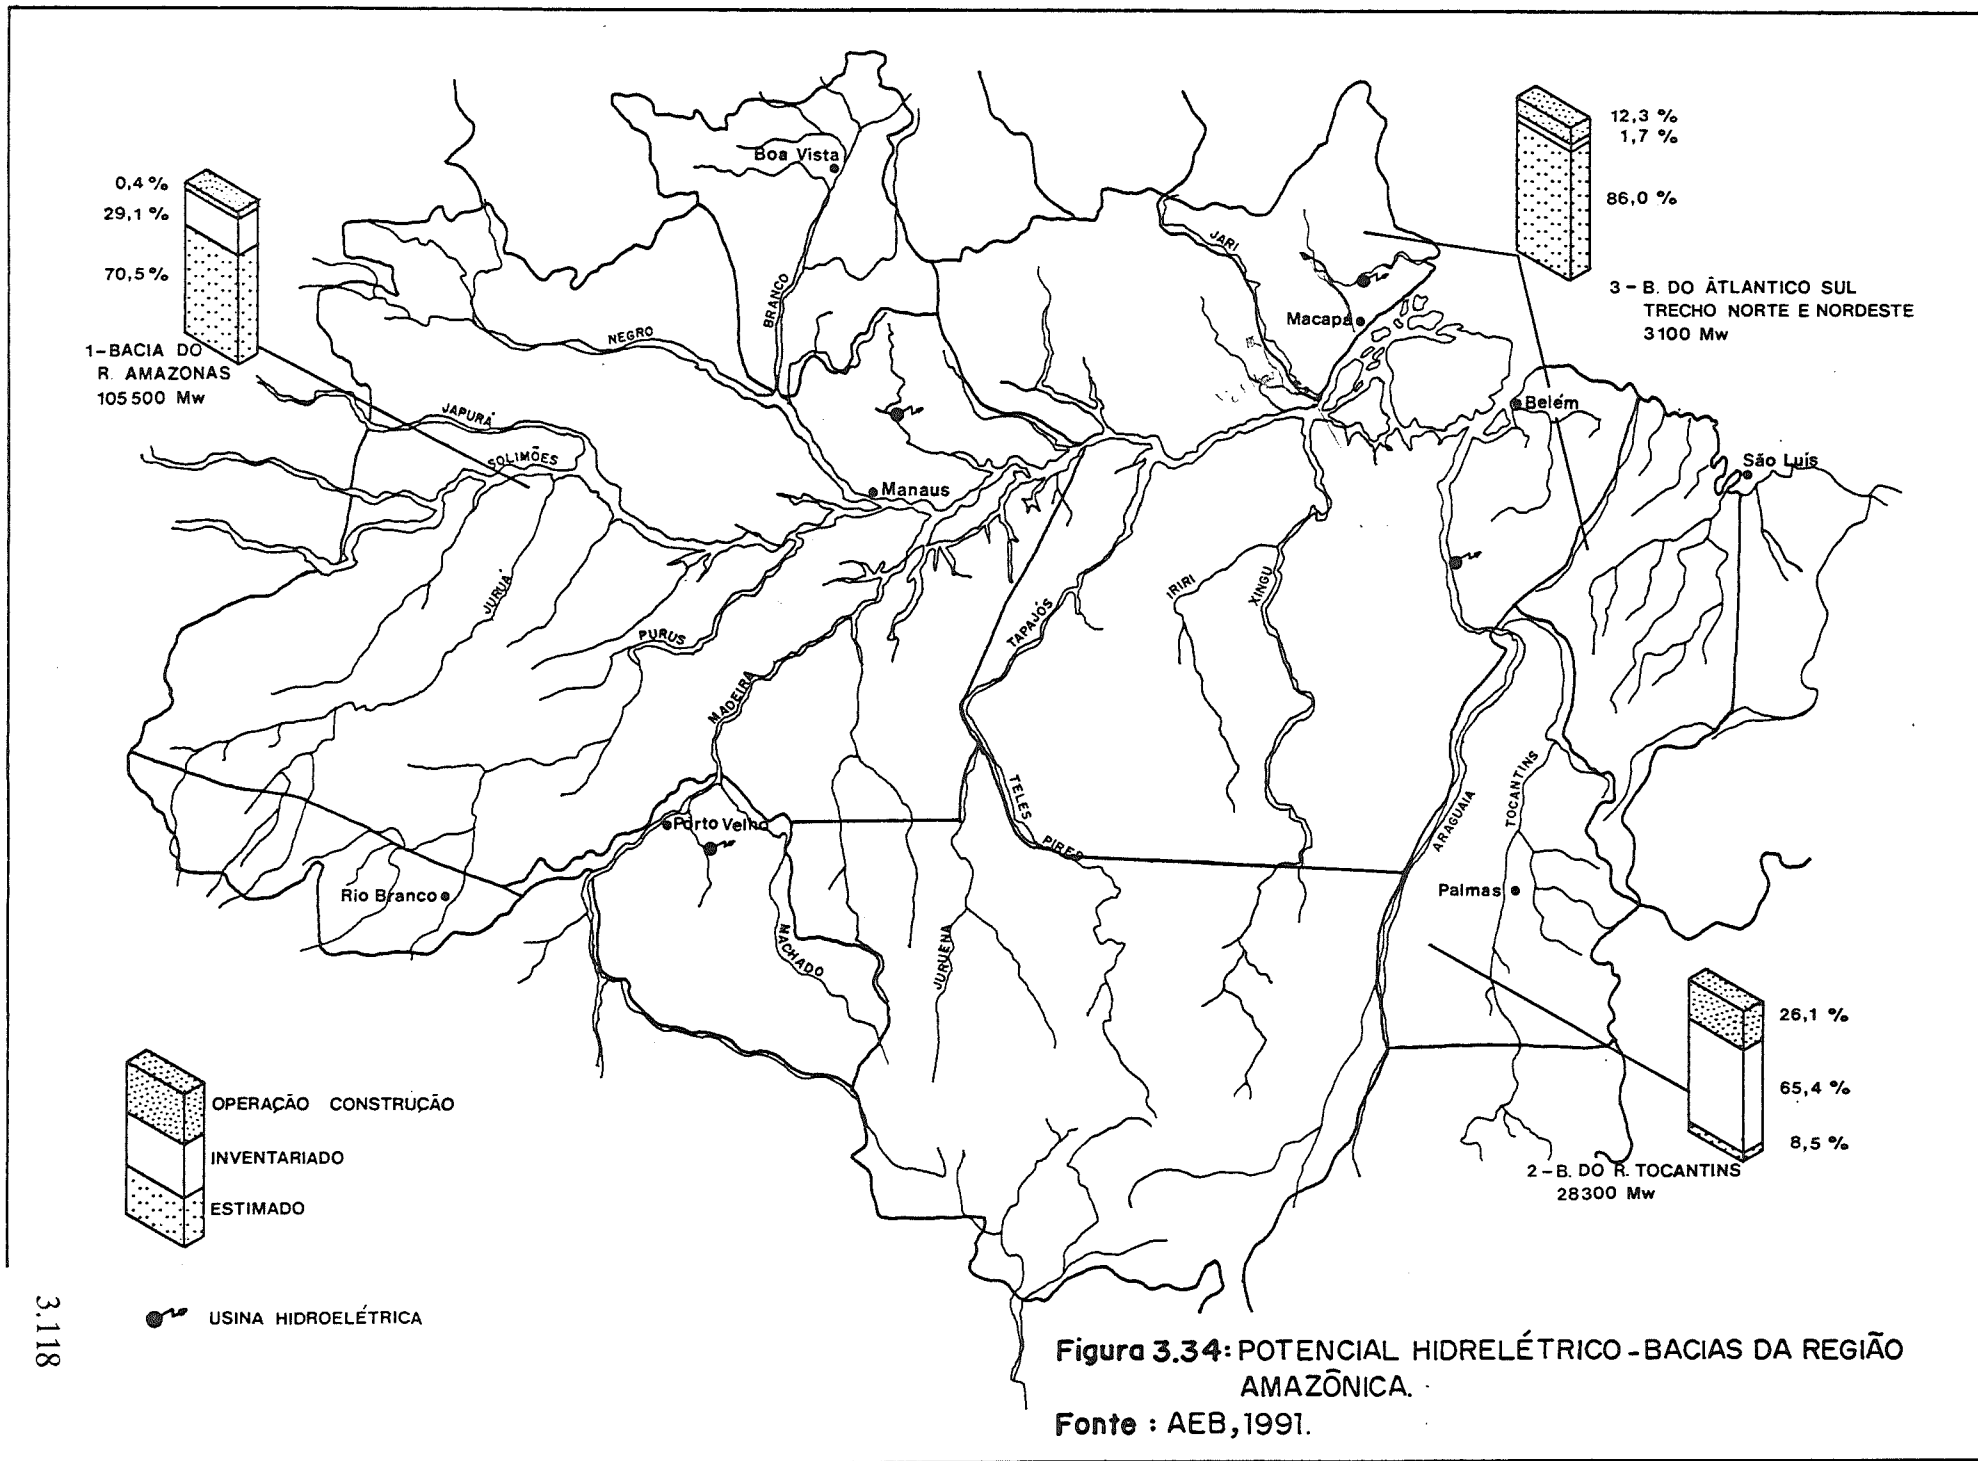 Boa Vista
12,3 %
1,7 %
86,0 %
3 - B. DO ÂTLANTICO SUL
TRECHO NORTE E NORDESTE
3100 Mw
0,4 %
29,1 %
70,5 %
1-BACIA DO
R. AMAZONAS
105 500 Mw
JARI
BRANCO
NEGRO
Macapá
Belém
JAPURÁ
SOLIMÕES
São Luís
Manaus
JURUÁ
PURUS
MADEIRA
TAPAJÓS
IRIRI
XINGU
TELES
PIRES
ARAGUAIA
TOCANTINS
Porto Velho
Rio Branco
Palmas
MACHADO
JURUENA
26,1 %
65,4 %
8,5 %
2 - B. DO R. TOCANTINS
28300 Mw
OPERAÇÃO CONSTRUÇÃO
INVENTARIADO
ESTIMADO
USINA HIDROELÉTRICA
3.118
Figura 3.34: POTENCIAL HIDRELÉTRICO - BACIAS DA REGIÃO
AMAZÔNICA.
Fonte : AEB, 1991.